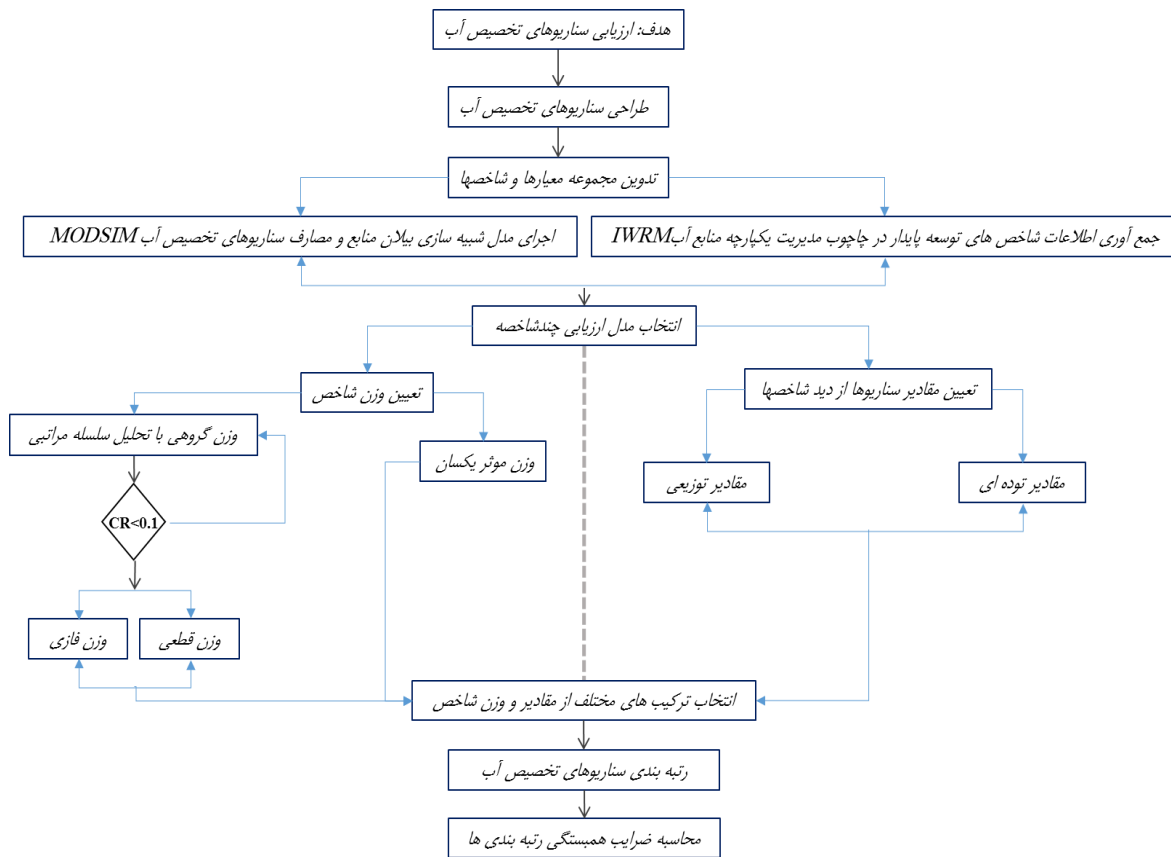 هدف: ارزیابی سناریوهای تخصیص آب
طراحی سناریوهای تخصیص آب
تدوین مجموعه معیارها و شاخصها
جمع آوری اطلاعات شاخص های توسعه پایدار در چاچوب مدیریت یکپارچه منابع آب IWRM
اجرای مدل شبیه سازی بیلان منابع و مصارف سناریوهای تخصیص آب MODSIM
انتخاب مدل ارزیابی چندشاخصه
تعیین مقادیر سناریوها از دید شاخصها
تعیین وزن شاخص
وزن گروهی با تحلیل سلسله مراتبی
وزن موثر یکسان
مقادیر توده ای
مقادیر توزیعی
CR<0.1
وزن قطعی
وزن فازی
انتخاب ترکیب های مختلف از مقادیر و وزن شاخص
رتبه بندی سناریوهای تخصیص آب
محاسبه ضرایب همبستگی رتبه بندی ها